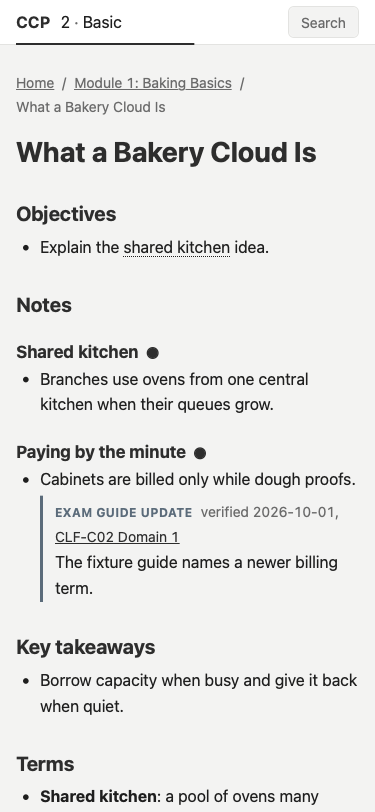 CCP 2 · Basic
Search
Home / Module 1: Baking Basics /
What a Bakery Cloud Is
What a Bakery Cloud Is
Objectives
• Explain the shared kitchen idea.
Notes
Shared kitchen
• Branches use ovens from one central
kitchen when their queues grow.
Paying by the minute
• Cabinets are billed only while dough proofs.
EXAM GUIDE UPDATE verified 2026-10-01,
CLF-C02 Domain 1
The fixture guide names a newer billing
term.
Key takeaways
• Borrow capacity when busy and give it back
when quiet.
Terms
• Shared kitchen: a pool of ovens many